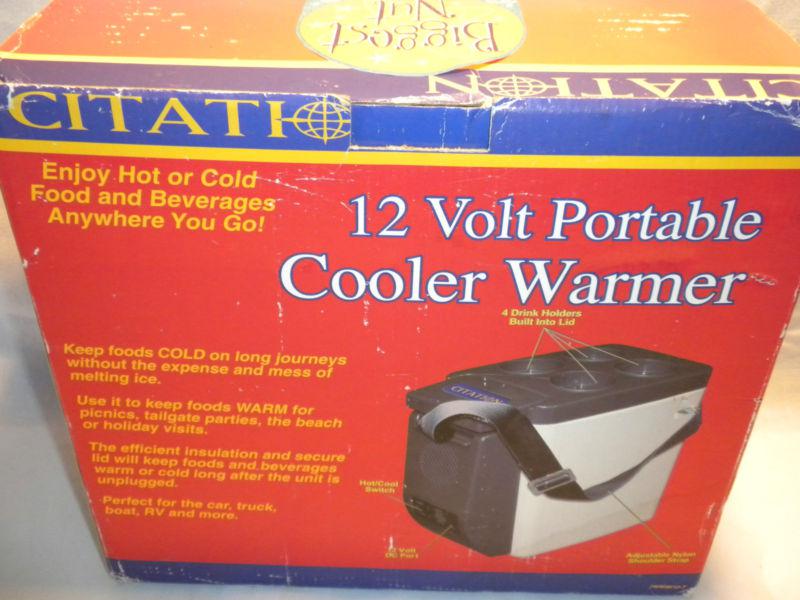 Biggest
Nut
CITATION
CITATI
Enjoy Hot or Cold
Food and Beverages
Anywhere You Go!
12 Volt Portable
Cooler Warmer
4 Drink Holders
Built Into Lid
Keep foods COLD on long journeys
without the expense and mess of
melting ice.
Use it to keep foods WARM for
picnics, tailgate parties, the beach
or holiday visits.
The efficient insulation and secure
lid will keep foods and beverages
warm or cold long after the unit is
unplugged.
Perfect for the car, truck,
boat, RV and more.
CITATION
Hot/Cool
Switch
12 Volt
DC Port
Adjustable Nylon
Shoulder Strap